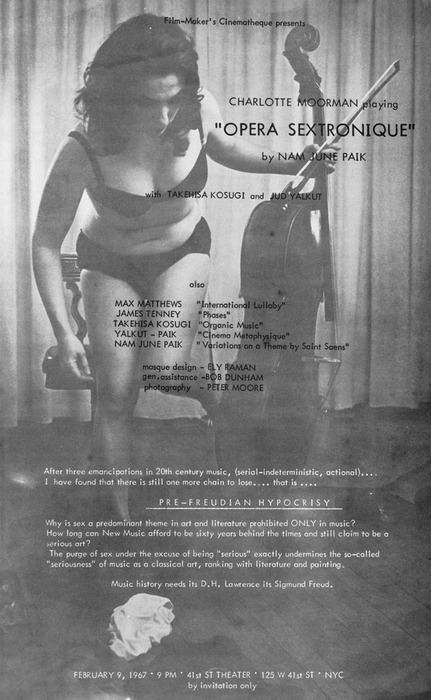 Film-Maker's Cinematheque presents
CHARLOTTE MOORMAN playing
"OPERA SEXTRONIQUE"
by NAM JUNE PAIK
with TAKEHISA KOSUGI and JUD YALKUT
also
MAX MATTHEWS "International Lullaby"
JAMES TENNEY "Phases"
TAKEHISA KOSUGI "Organic Music"
YALKUT - PAIK "Cinema Metaphysique"
NAM JUNE PAIK "Variations on a Theme by Saint Saens"
masque design - ELY RAMAN
gen.assistance -BOB DUNHAM
photography - PETER MOORE
After three emancipations in 20th century music, (serial-indeterministic, actional)....
I have found that there is still one more chain to lose.... that is ....
PRE-FREUDIAN HYPOCRISY
Why is sex a predominant theme in art and literature prohibited ONLY in music?
How long can New Music afford to be sixty years behind the times and still claim to be a
serious art?
The purge of sex under the excuse of being "serious" exactly undermines the so-called
"seriousness" of music as a classical art, ranking with literature and painting.
Music history needs its D.H. Lawrence its Sigmund Freud.
FEBRUARY 9, 1967 * 9 PM * 41st ST THEATER * 125 W 41st ST * NYC
by invitation only